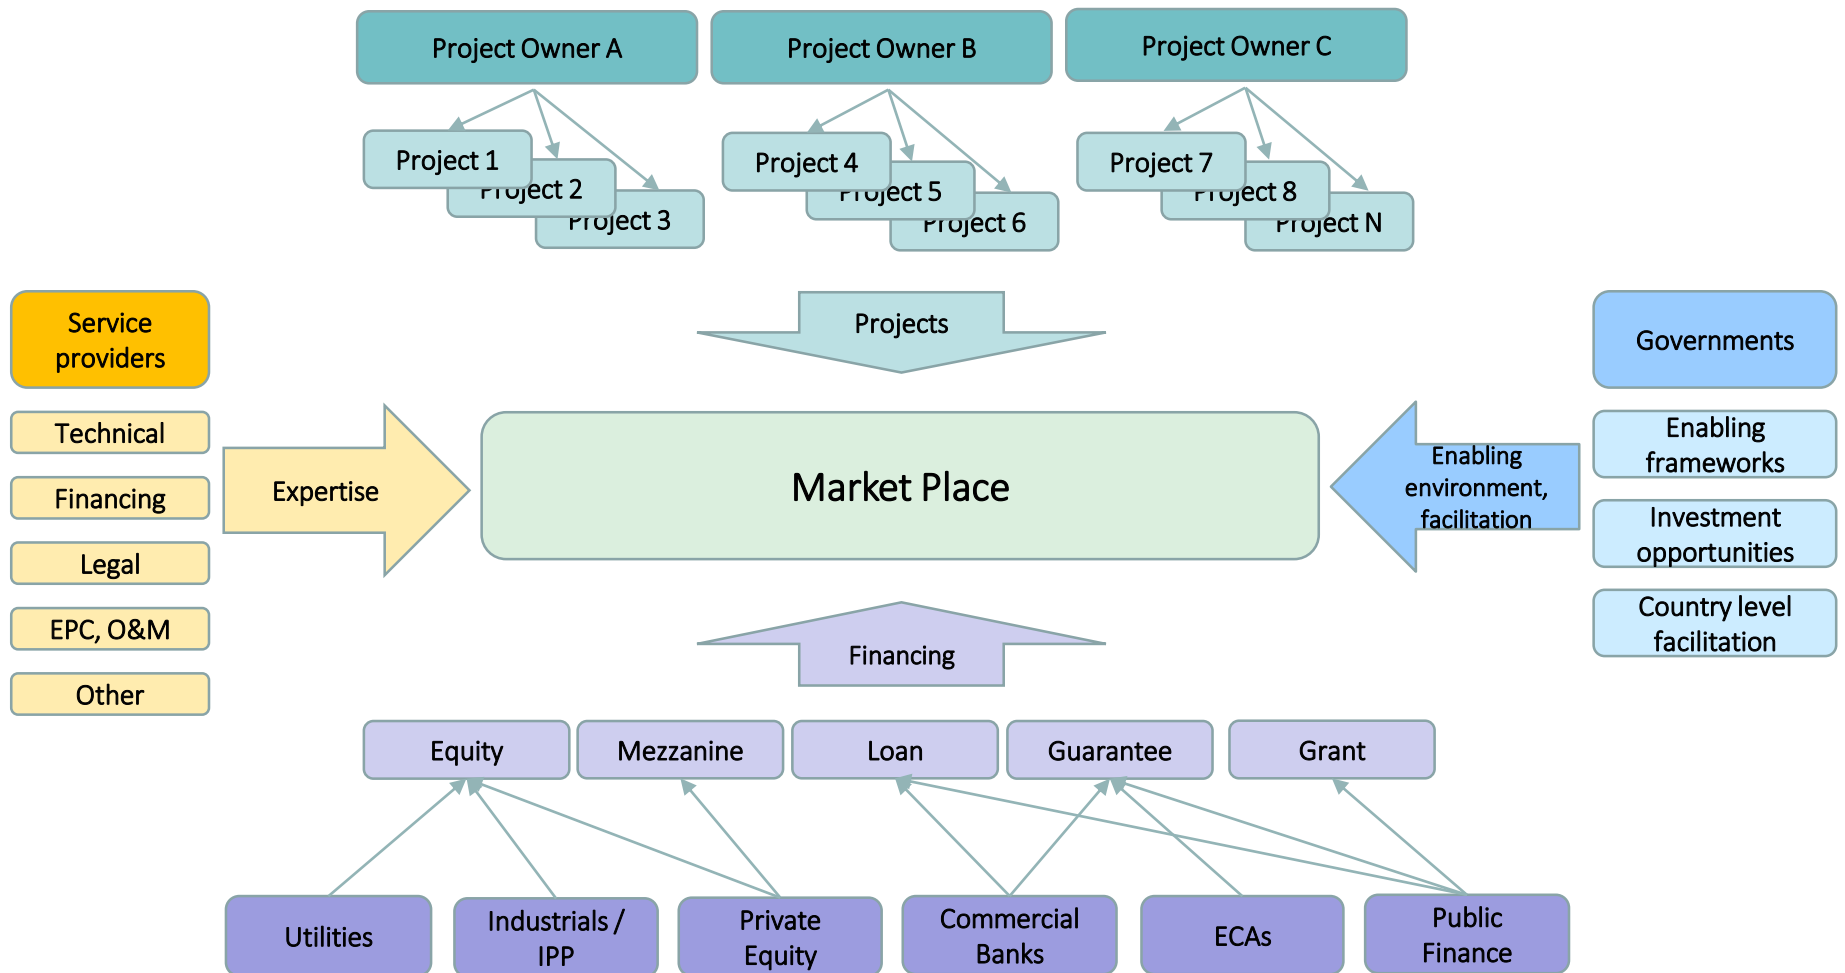 Project Owner A
Project Owner B
Project Owner C
Project 1
Project 2
Project 3
Project 4
Project 5
Project 6
Project 7
Project 8
Project N
Projects
Service
providers
Technical
Financing
Legal
EPC, O&M
Other
Expertise
Market Place
Enabling
environment,
facilitation
Governments
Enabling
frameworks
Investment
opportunities
Country level
facilitation
Financing
Equity
Mezzanine
Loan
Guarantee
Grant
Utilities
Industrials /
IPP
Private
Equity
Commercial
Banks
ECAs
Public
Finance